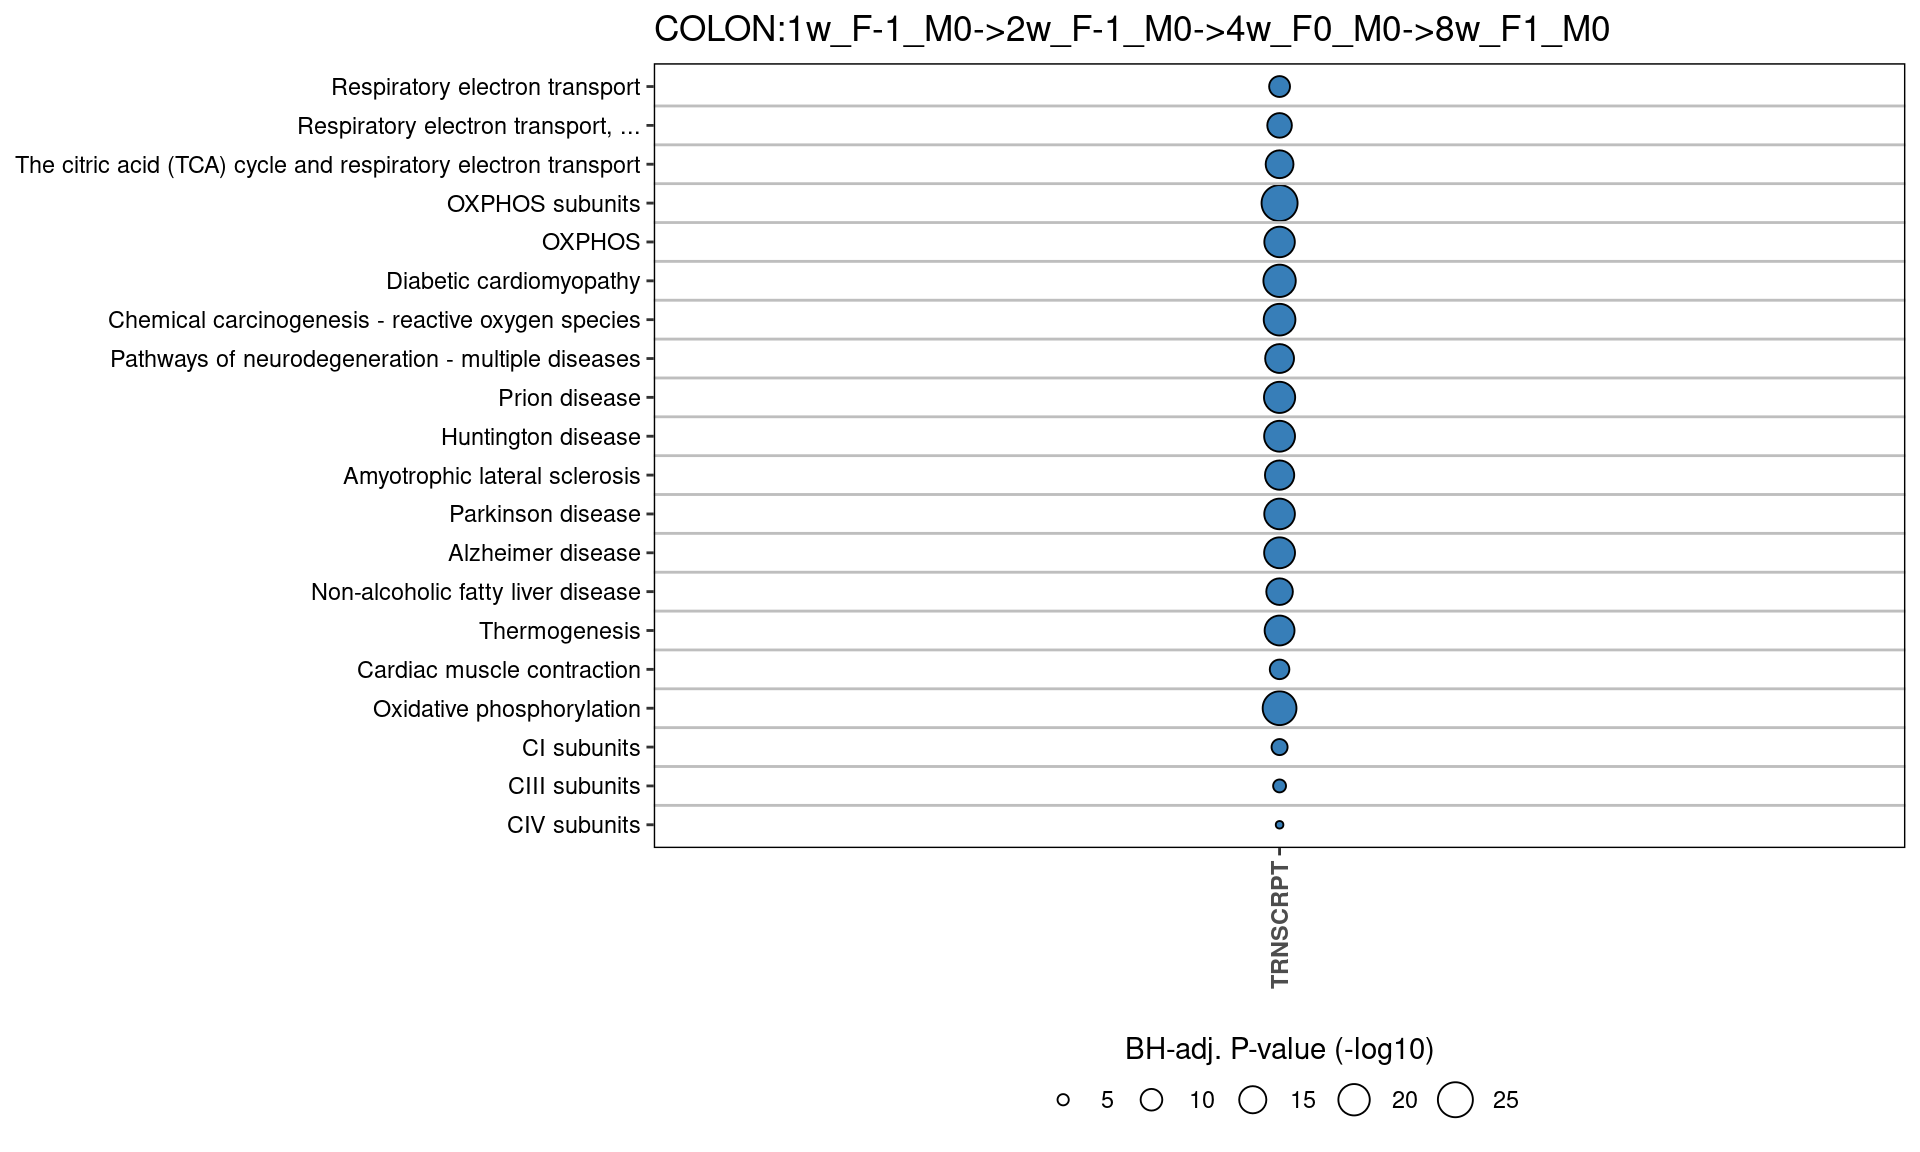 COLON:1w_F-1_M0->2w_F-1_M0->4w_F0_M0->8w_F1_M0
Respiratory electron transport
Respiratory electron transport, ...
The citric acid (TCA) cycle and respiratory electron transport
OXPHOS subunits
OXPHOS
Diabetic cardiomyopathy
Chemical carcinogenesis - reactive oxygen species
Pathways of neurodegeneration - multiple diseases
Prion disease
Huntington disease
Amyotrophic lateral sclerosis
Parkinson disease
Alzheimer disease
Non-alcoholic fatty liver disease
Thermogenesis
Cardiac muscle contraction
Oxidative phosphorylation
CI subunits
CIII subunits
CIV subunits
TRNSCRPT
BH-adj. P-value (-log10)
5 10 15 20 25